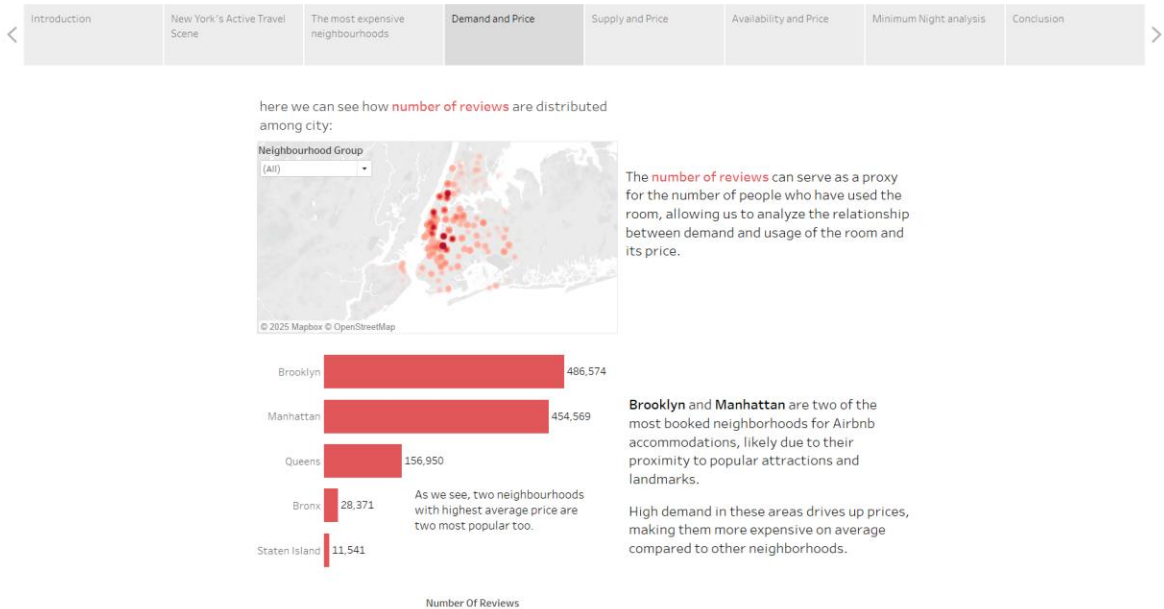 Introduction
New York's Active Travel
Scene
The most expensive
neighbourhoods
Demand and Price
Supply and Price
Availability and Price
Minimum Night analysis
Conclusion
here we can see how number of reviews are distributed
among city:
Neighbourhood Group
(All)
© 2025 Mapbox © OpenStreetMap
The number of reviews can serve as a proxy
for the number of people who have used the
room, allowing us to analyze the relationship
between demand and usage of the room and
its price.
Brooklyn 486,574
Manhattan 454,569
Queens 156,950
Bronx 28,371
Staten Island 11,541
As we see, two neighbourhoods
with highest average price are
two most popular too.
Number Of Reviews
Brooklyn and Manhattan are two of the
most booked neighborhoods for Airbnb
accommodations, likely due to their
proximity to popular attractions and
landmarks.
High demand in these areas drives up prices,
making them more expensive on average
compared to other neighborhoods.